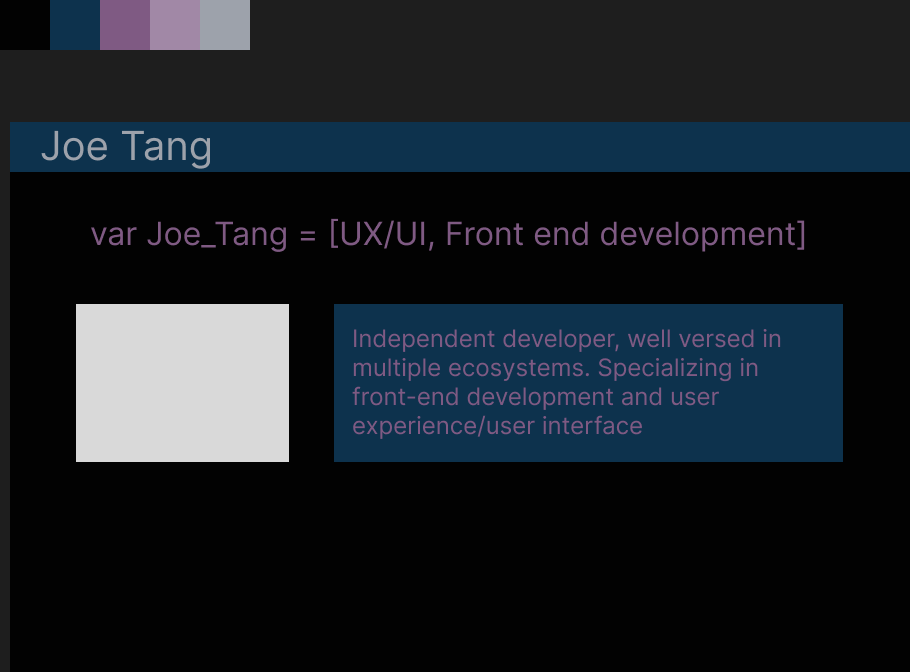 Joe Tang
var Joe_Tang = [UX/UI, Front end development]
Independent developer, well versed in
multiple ecosystems. Specializing in
front-end development and user
experience/user interface